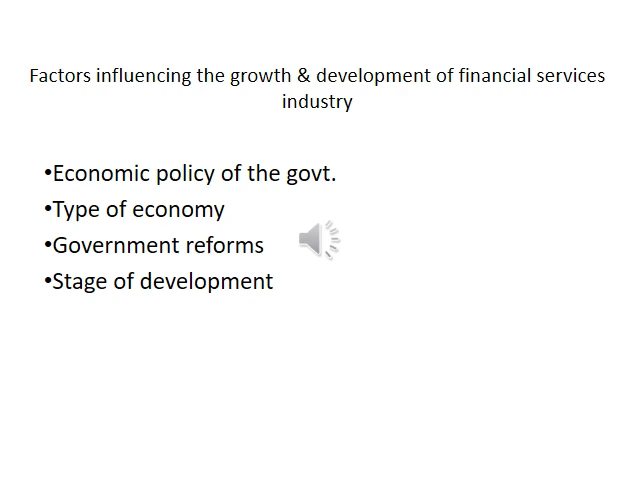 Factors influencing the growth & development of financial services
industry
•Economic policy of the govt.
•Type of economy
•Government reforms
•Stage of development